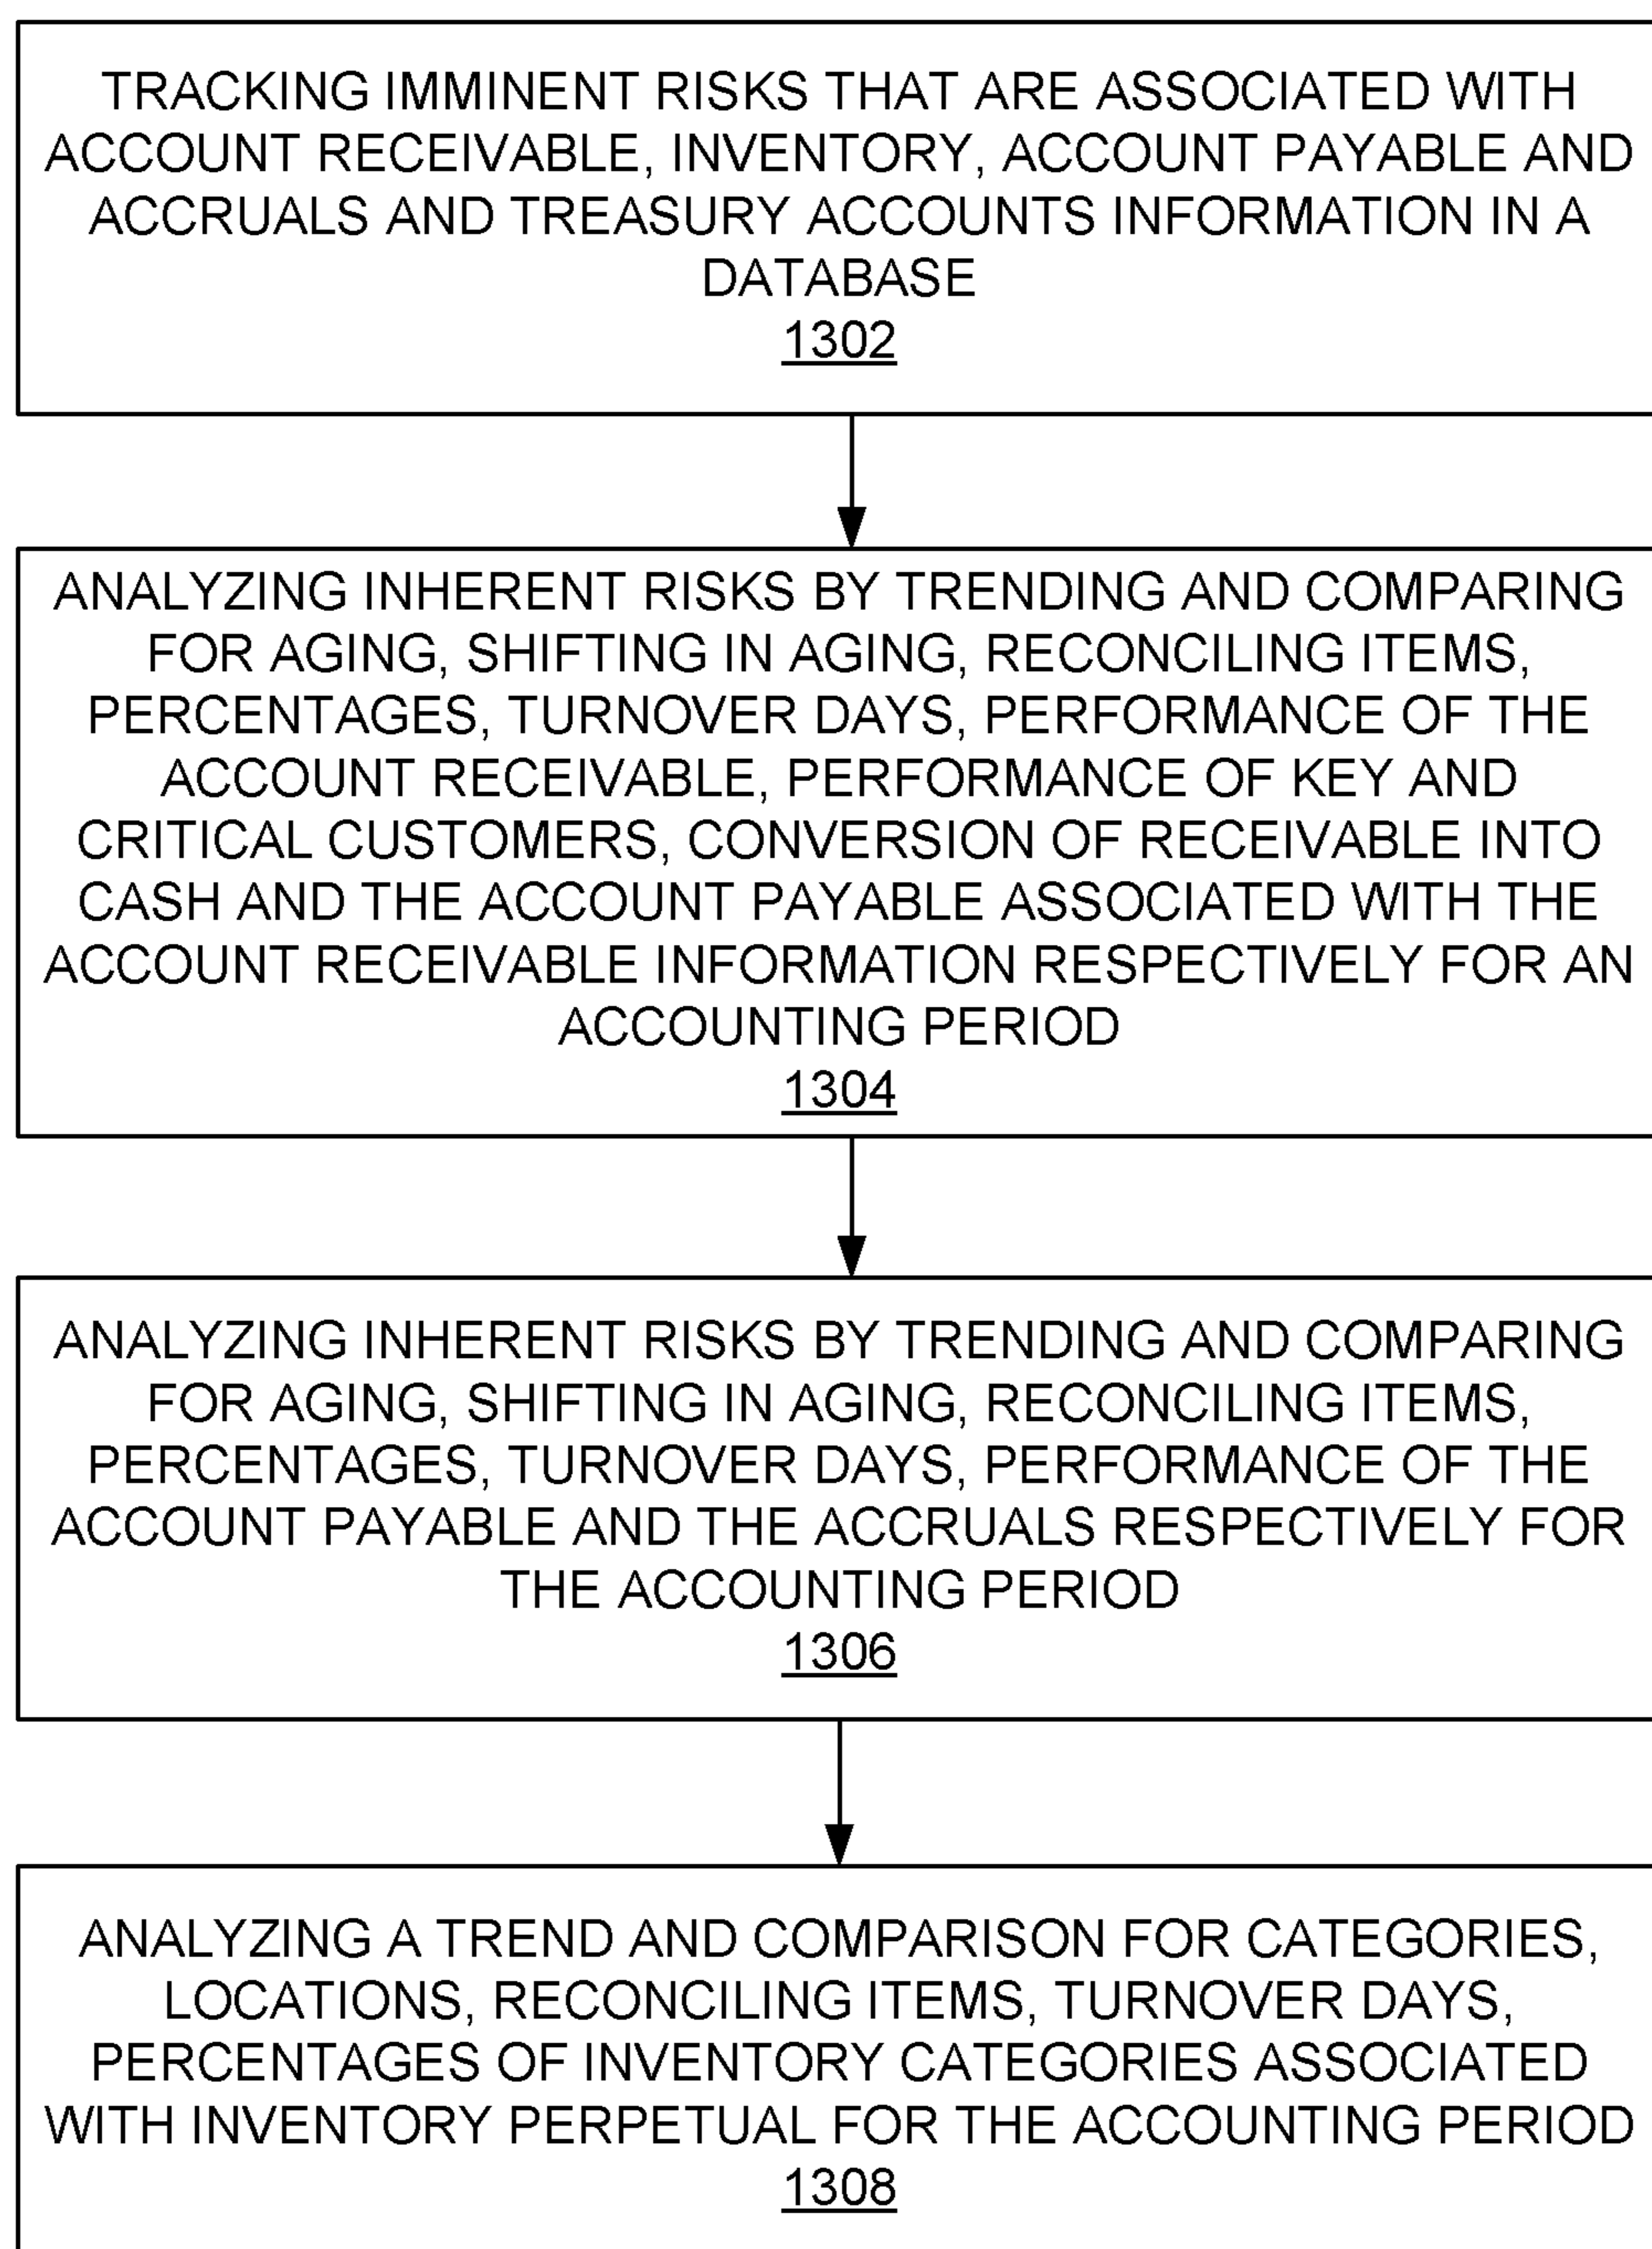 TRACKING IMMINENT RISKS THAT ARE ASSOCIATED WITH
ACCOUNT RECEIVABLE, INVENTORY, ACCOUNT PAYABLE AND
ACCRUALS AND TREASURY ACCOUNTS INFORMATION IN A
DATABASE
1302
ANALYZING INHERENT RISKS BY TRENDING AND COMPARING
FOR AGING, SHIFTING IN AGING, RECONCILING ITEMS,
PERCENTAGES, TURNOVER DAYS, PERFORMANCE OF THE
ACCOUNT RECEIVABLE, PERFORMANCE OF KEY AND
CRITICAL CUSTOMERS, CONVERSION OF RECEIVABLE INTO
CASH AND THE ACCOUNT PAYABLE ASSOCIATED WITH THE
ACCOUNT RECEIVABLE INFORMATION RESPECTIVELY FOR AN
ACCOUNTING PERIOD
1304
ANALYZING INHERENT RISKS BY TRENDING AND COMPARING
FOR AGING, SHIFTING IN AGING, RECONCILING ITEMS,
PERCENTAGES, TURNOVER DAYS, PERFORMANCE OF THE
ACCOUNT PAYABLE AND THE ACCRUALS RESPECTIVELY FOR
THE ACCOUNTING PERIOD
1306
ANALYZING A TREND AND COMPARISON FOR CATEGORIES,
LOCATIONS, RECONCILING ITEMS, TURNOVER DAYS,
PERCENTAGES OF INVENTORY CATEGORIES ASSOCIATED
WITH INVENTORY PERPETUAL FOR THE ACCOUNTING PERIOD
1308